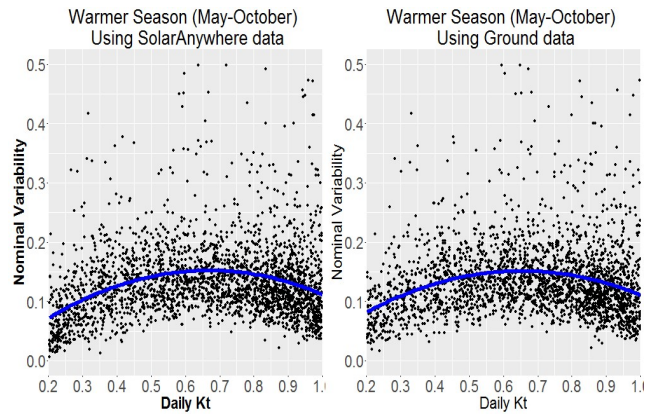 Warmer Season (May-October)
Using SolarAnywhere data
Nominal Variability
0.5
0.4
0.3
0.2
0.1
0.0
0.2 0.3 0.4 0.5 0.6 0.7 0.8 0.9 1.0
Daily Kt
Warmer Season (May-October)
Using Ground data
Nominal Variability
0.5
0.4
0.3
0.2
0.1
0.0
0.2 0.3 0.4 0.5 0.6 0.7 0.8 0.9 1.0
Daily Kt